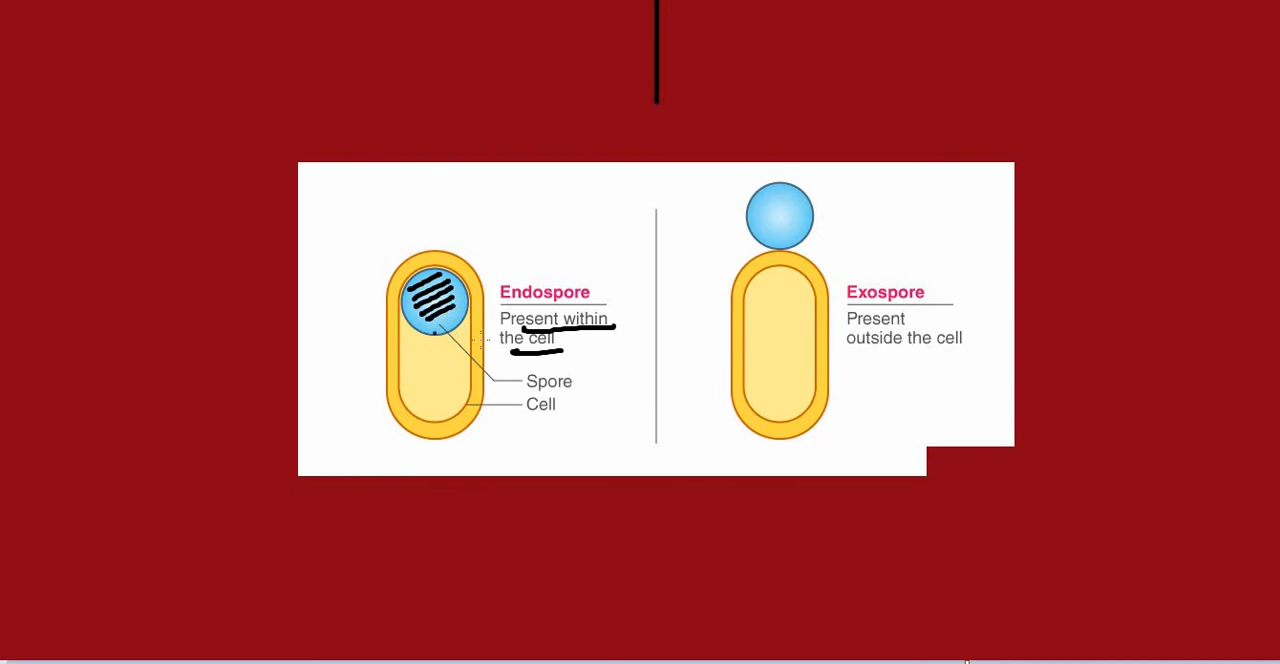 Endospore
Present within
the cell
Spore
Cell
Exospore
Present
outside the cell